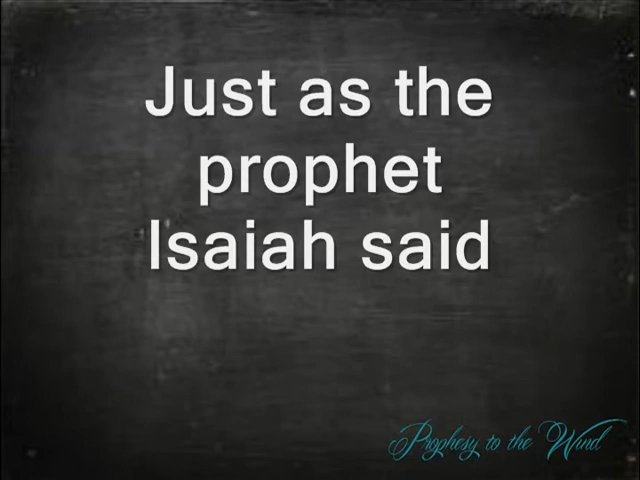 Just as the
prophet
Isaiah said
Prophesy to the Wind